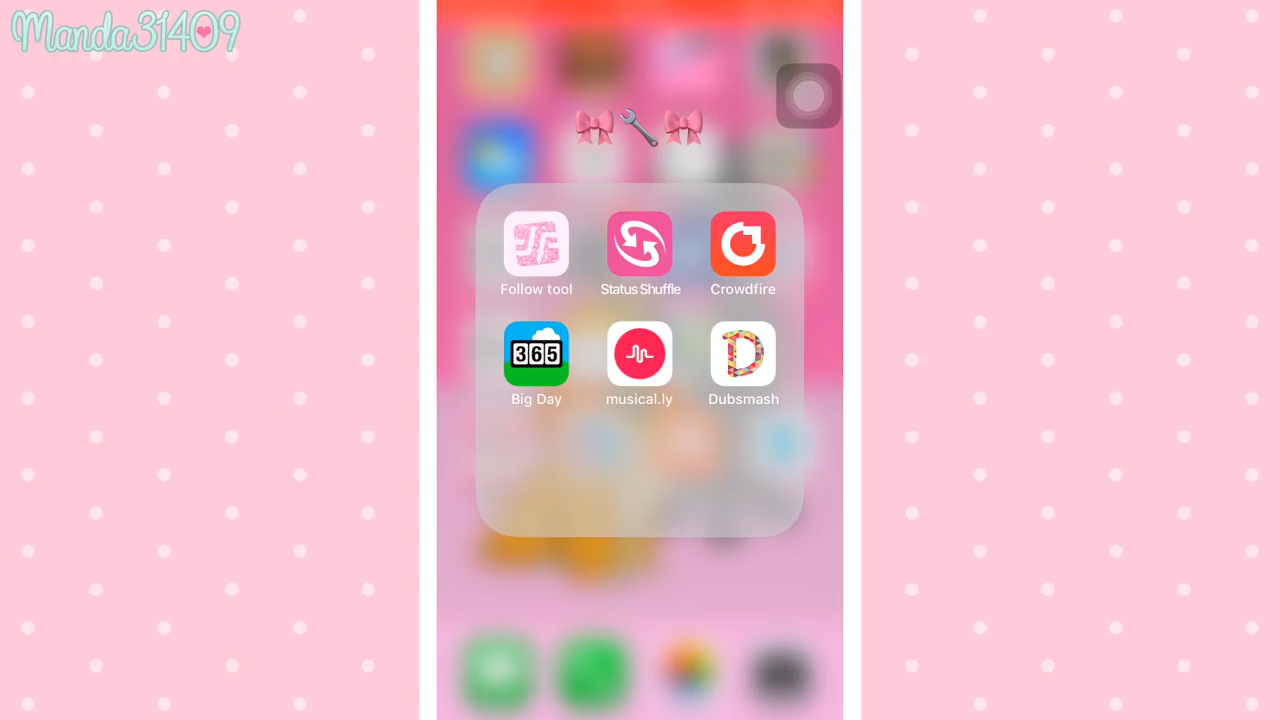 Manda31409
🎀🔧🎀
Follow tool
Status Shuffle
Crowdfire
365
Big Day
musical.ly
D
Dubsmash